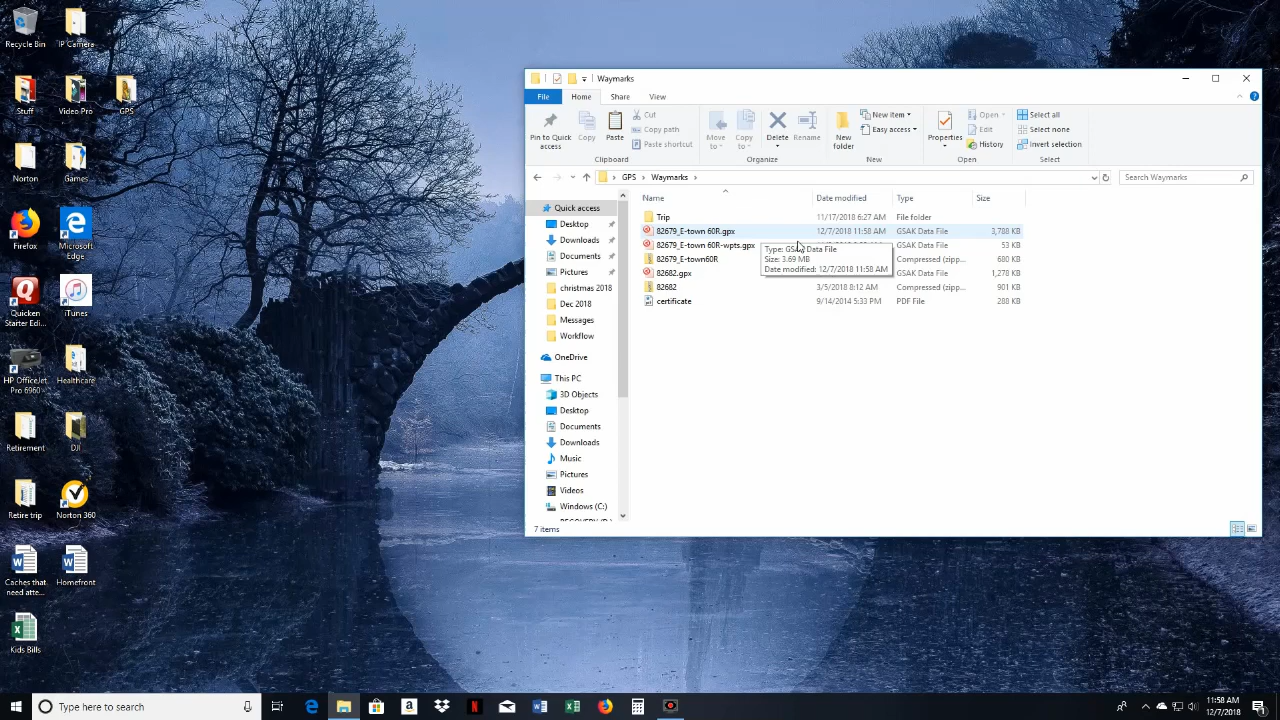 Recycle Bin
IP Camera
Stuff
Video Pro
GPS
Norton
Games
Firefox
Microsoft
Edge
Quicken
Starter Edi...
iTunes
HP OfficeJet
Pro 6960
Healthcare
Retirement
DJI
Retire trip
Norton 360
Caches that
need atte...
Homefront
Kids Bills
Waymarks
File
Home
Share
View
Pin to Quick
access
Copy
Paste
Cut
Copy path
Paste shortcut
Clipboard
Move
to
Copy
to
Delete
Rename
Organize
New
folder
New item
Easy access
New
Properties
Open
Edit
History
Open
Select all
Select none
Invert selection
Select
GPS
Waymarks
Search Waymarks
Name
Date modified
Type
Size
Trip 11/17/2018 6:27 AM File folder
82679_E-town 60R.gpx 12/7/2018 11:58 AM GSAK Data File 3,788 KB
82679_E-town 60R-wpts.gpx GSAK Data File 53 KB
82679_E-town60R Compressed (zipp... 680 KB
82682.gpx GSAK Data File 1,278 KB
82682 3/5/2018 8:12 AM Compressed (zipp... 901 KB
certificate 9/14/2014 5:33 PM PDF File 288 KB
Type: GSAK Data File
Size: 3.69 MB
Date modified: 12/7/2018 11:58 AM
Quick access
Desktop
Downloads
Documents
Pictures
christmas 2018
Dec 2018
Messages
Workflow
OneDrive
This PC
3D Objects
Desktop
Documents
Downloads
Music
Pictures
Videos
Windows (C:)
7 items
Type here to search
11:58 AM
12/7/2018